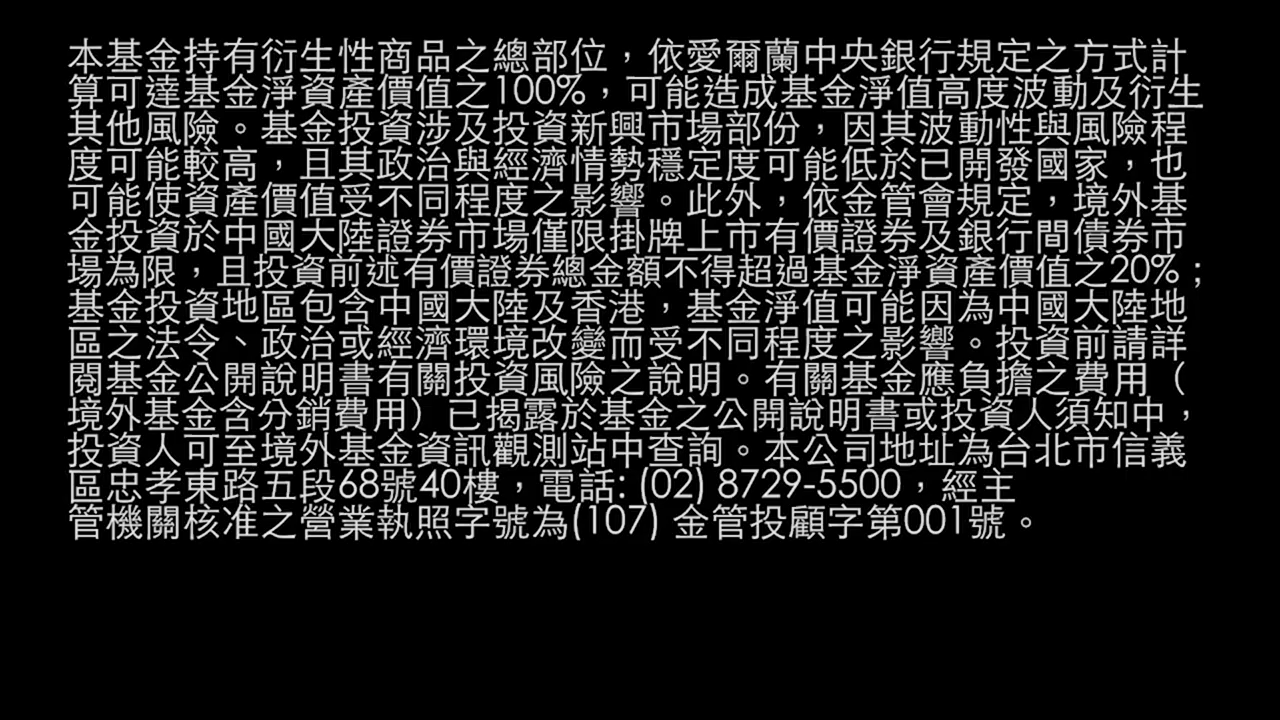 本基金持有衍生性商品之總部位，依愛爾蘭中央銀行規定之方式計
算可達基金淨資產價值之100%，可能造成基金淨值高度波動及衍生
其他風險。基金投資涉及投資新興市場部份，因其波動性與風險程
度可能較高，且其政治與經濟情勢穩定度可能低於已開發國家，也
可能使資產價值受不同程度之影響。此外，依金管會規定，境外基
金投資於中國大陸證券市場僅限掛牌上市有價證券及銀行間債券市
場為限，且投資前述有價證券總金額不得超過基金淨資產價值之20%；
基金投資地區包含中國大陸及香港，基金淨值可能因為中國大陸地
區之法令、政治或經濟環境改變而受不同程度之影響。投資前請詳
閱基金公開說明書有關投資風險之說明。有關基金應負擔之費用（
境外基金含分銷費用）已揭露於基金之公開說明書或投資人須知中，
投資人可至境外基金資訊觀測站中查詢。本公司地址為台北市信義
區忠孝東路五段68號40樓，電話: (02) 8729-5500，經主
管機關核准之營業執照字號為(107) 金管投顧字第001號。